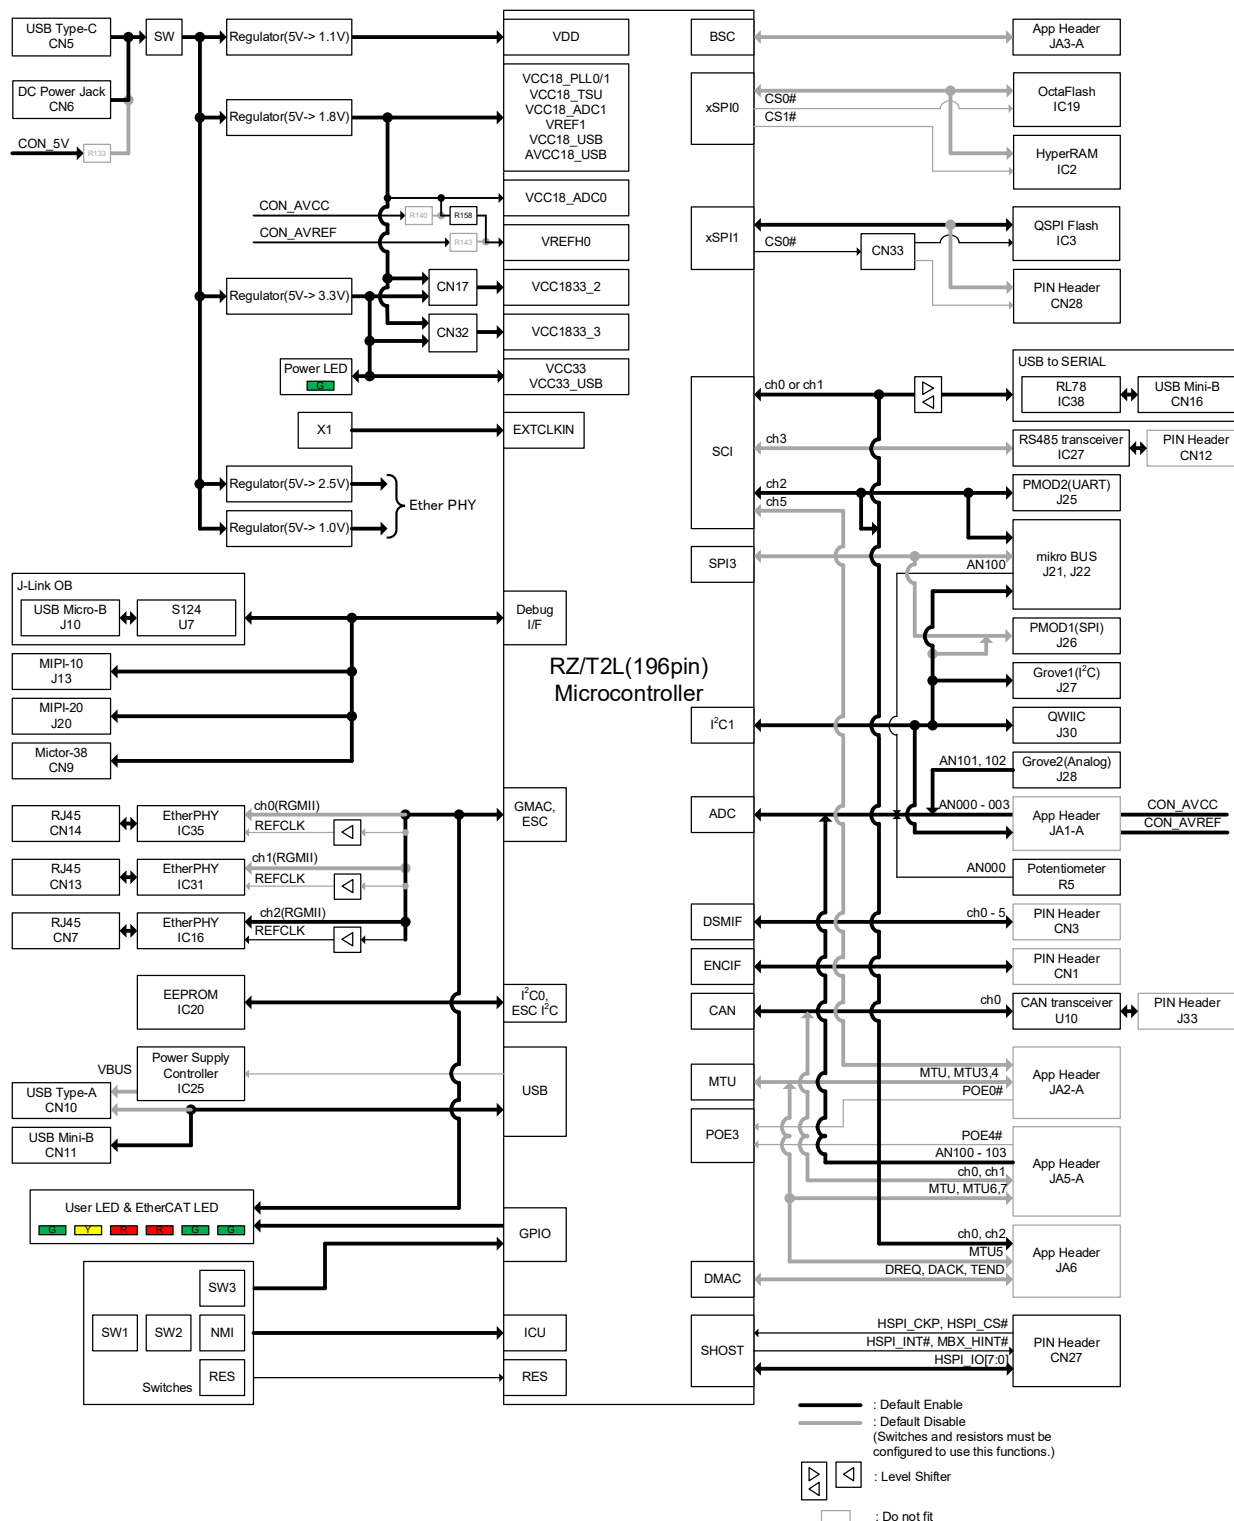 USB Type-C
CN5
SW
Regulator(5V-> 1.1V)
VDD
DC Power Jack
CN6
CON_5V
R133
Regulator(5V-> 1.8V)
VCC18_PLL0/1
VCC18_TSU
VCC18_ADC1
VREF1
VCC18_USB
AVCC18_USB
VCC18_ADC0
CON_AVCC
R140
R158
CON_AVREF
R143
VREFH0
Regulator(5V-> 3.3V)
CN17
VCC1833_2
CN32
VCC1833_3
Power LED
G
VCC33
VCC33_USB
X1
EXTCLKIN
Regulator(5V-> 2.5V)
Regulator(5V-> 1.0V)
Ether PHY
J-Link OB
USB Micro-B
J10
S124
U7
Debug
I/F
MIPI-10
J13
MIPI-20
J20
Mictor-38
CN9
RZ/T2L(196pin)
Microcontroller
RJ45
CN14
EtherPHY
IC35
ch0(RGMII)
REFCLK
GMAC,
ESC
RJ45
CN13
EtherPHY
IC31
ch1(RGMII)
REFCLK
RJ45
CN7
EtherPHY
IC16
ch2(RGMII)
REFCLK
EEPROM
IC20
I²C0,
ESC I²C
VBUS
Power Supply
Controller
IC25
USB
USB Type-A
CN10
USB Mini-B
CN11
User LED & EtherCAT LED
G Y R R G G
GPIO
SW3
SW1
SW2
NMI
ICU
Switches
RES
RES
BSC
App Header
JA3-A
xSPI0
CS0#
CS1#
OctaFlash
IC19
HyperRAM
IC2
xSPI1
CS0#
CN33
QSPI Flash
IC3
PIN Header
CN28
USB to SERIAL
SCI
ch0 or ch1
RL78
IC38
USB Mini-B
CN16
ch3
RS485 transceiver
IC27
PIN Header
CN12
ch2
ch5
PMOD2(UART)
J25
SPI3
AN100
mikro BUS
J21, J22
PMOD1(SPI)
J26
Grove1(I²C)
J27
I²C1
QWIIC
J30
AN101, 102
Grove2(Analog)
J28
ADC
AN000 - 003
App Header
JA1-A
CON_AVCC
CON_AVREF
AN000
Potentiometer
R5
DSMIF
ch0 - 5
PIN Header
CN3
ENCIF
PIN Header
CN1
CAN
ch0
CAN transceiver
U10
PIN Header
J33
MTU
MTU, MTU3,4
POE0#
App Header
JA2-A
POE3
POE4#
AN100 - 103
ch0, ch1
MTU, MTU6,7
App Header
JA5-A
ch0, ch2
MTU5
App Header
JA6
DMAC
DREQ, DACK, TEND
SHOST
HSPI_CKP, HSPI_CS#
HSPI_INT#, MBX_HINT#
HSPI_IO[7:0]
PIN Header
CN27
: Default Enable
: Default Disable
(Switches and resistors must be
configured to use this functions.)
: Level Shifter
: Do not fit